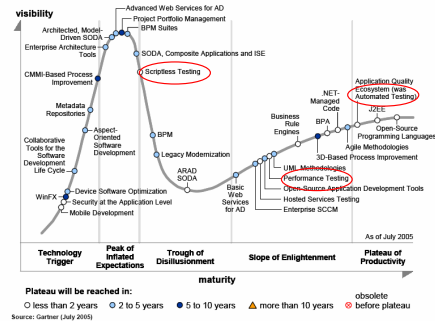 visibility
Advanced Web Services for AD
Project Portfolio Management
BPM Suites
Architected, Model-
Driven SODA
Enterprise Architecture
Tools
SODA, Composite Applications and ISE
Scriptless Testing
CMMI-Based Process
Improvement
Metadata
Repositories
Aspect-
Oriented
Software
Development
Collaborative
Tools for the
Software
Development
Life Cycle
Device Software Optimization
WinFX
Security at the Application Level
Mobile Development
BPM
Legacy Modernization
ARAD
SODA
Basic
Web
Services
for AD
Business
Rule
Engines
.NET-
Managed
Code
BPA
Application Quality
Ecosystem (was
Automated Testing)
J2EE
Open-Source
Programming Languages
Agile Methodologies
3D-Based Process Improvement
UML Methodologies
Performance Testing
Open-Source Application Development Tools
Hosted Services Testing
Enterprise SCCM
As of July 2005
Technology
Trigger
Peak of
Inflated
Expectations
Trough of
Disillusionment
Slope of Enlightenment
Plateau of
Productivity
maturity
Plateau will be reached in:
less than 2 years
2 to 5 years
5 to 10 years
more than 10 years
obsolete
before plateau
Source: Gartner (July 2005)